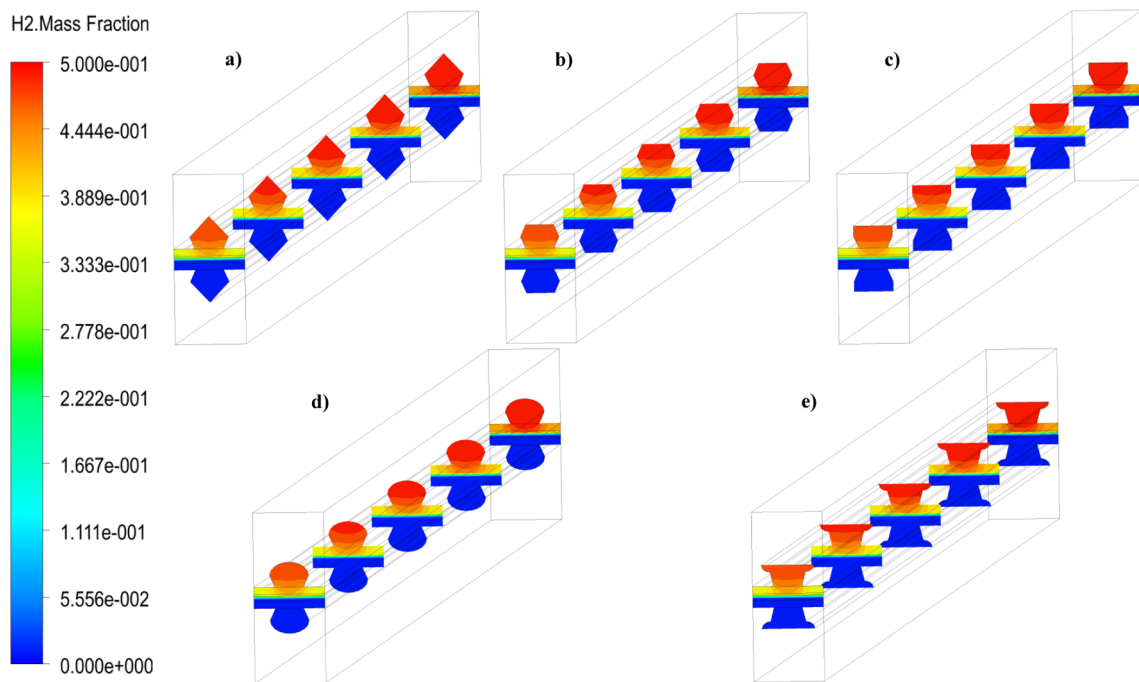 H2.Mass Fraction
5.000e-001
4.444e-001
3.889e-001
3.333e-001
2.778e-001
2.222e-001
1.667e-001
1.111e-001
5.556e-002
0.000e+000
a)
b)
c)
d)
e)